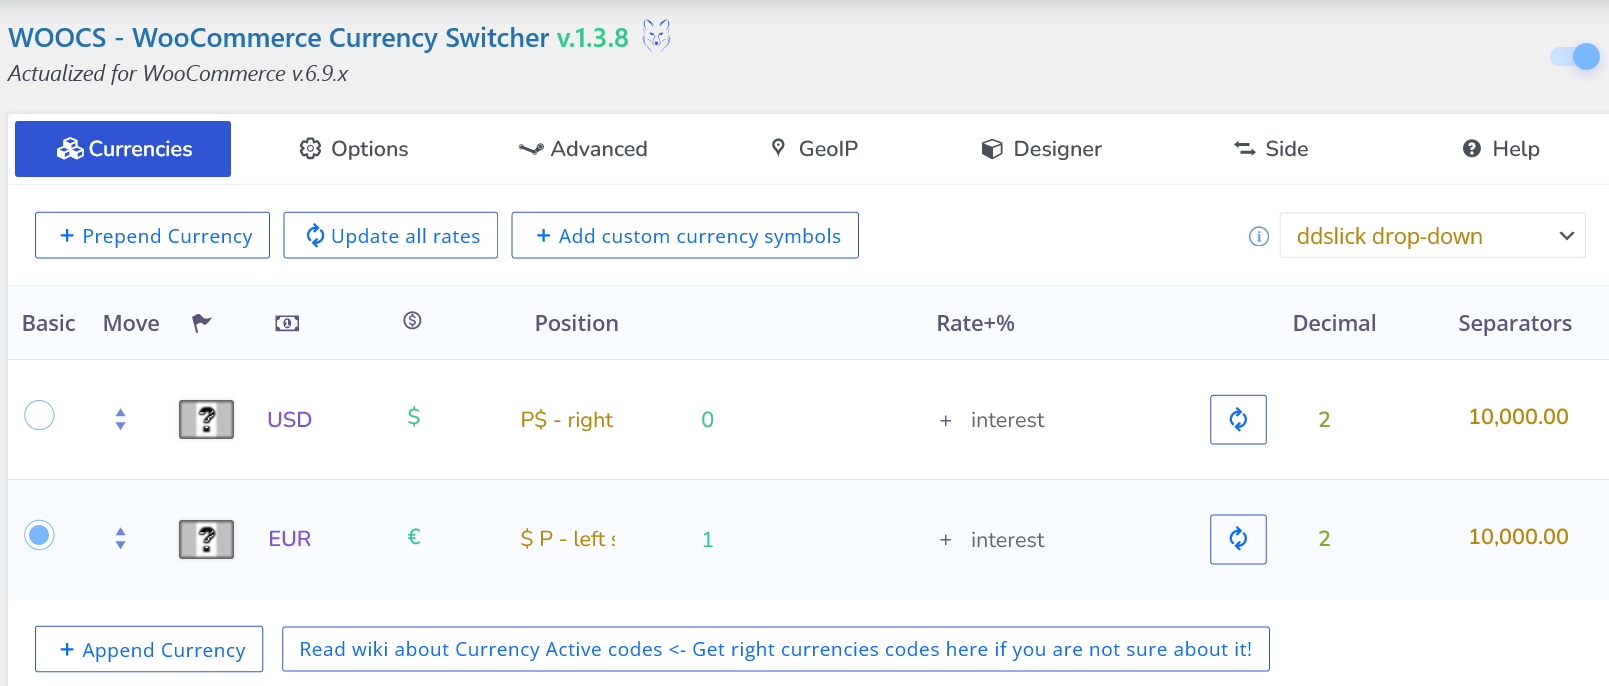 WOOCS - WooCommerce Currency Switcher v.1.3.8
Actualized for WooCommerce v.6.9.x
Currencies Options Advanced GeoIP Designer Side Help
+ Prepend Currency Update all rates + Add custom currency symbols ddslick drop-down
Basic Move Position Rate+% Decimal Separators
USD $ P$ - right 0 + interest 2 10,000.00
EUR € $ P - left 1 + interest 2 10,000.00
+ Append Currency Read wiki about Currency Active codes <- Get right currencies codes here if you are not sure about it!